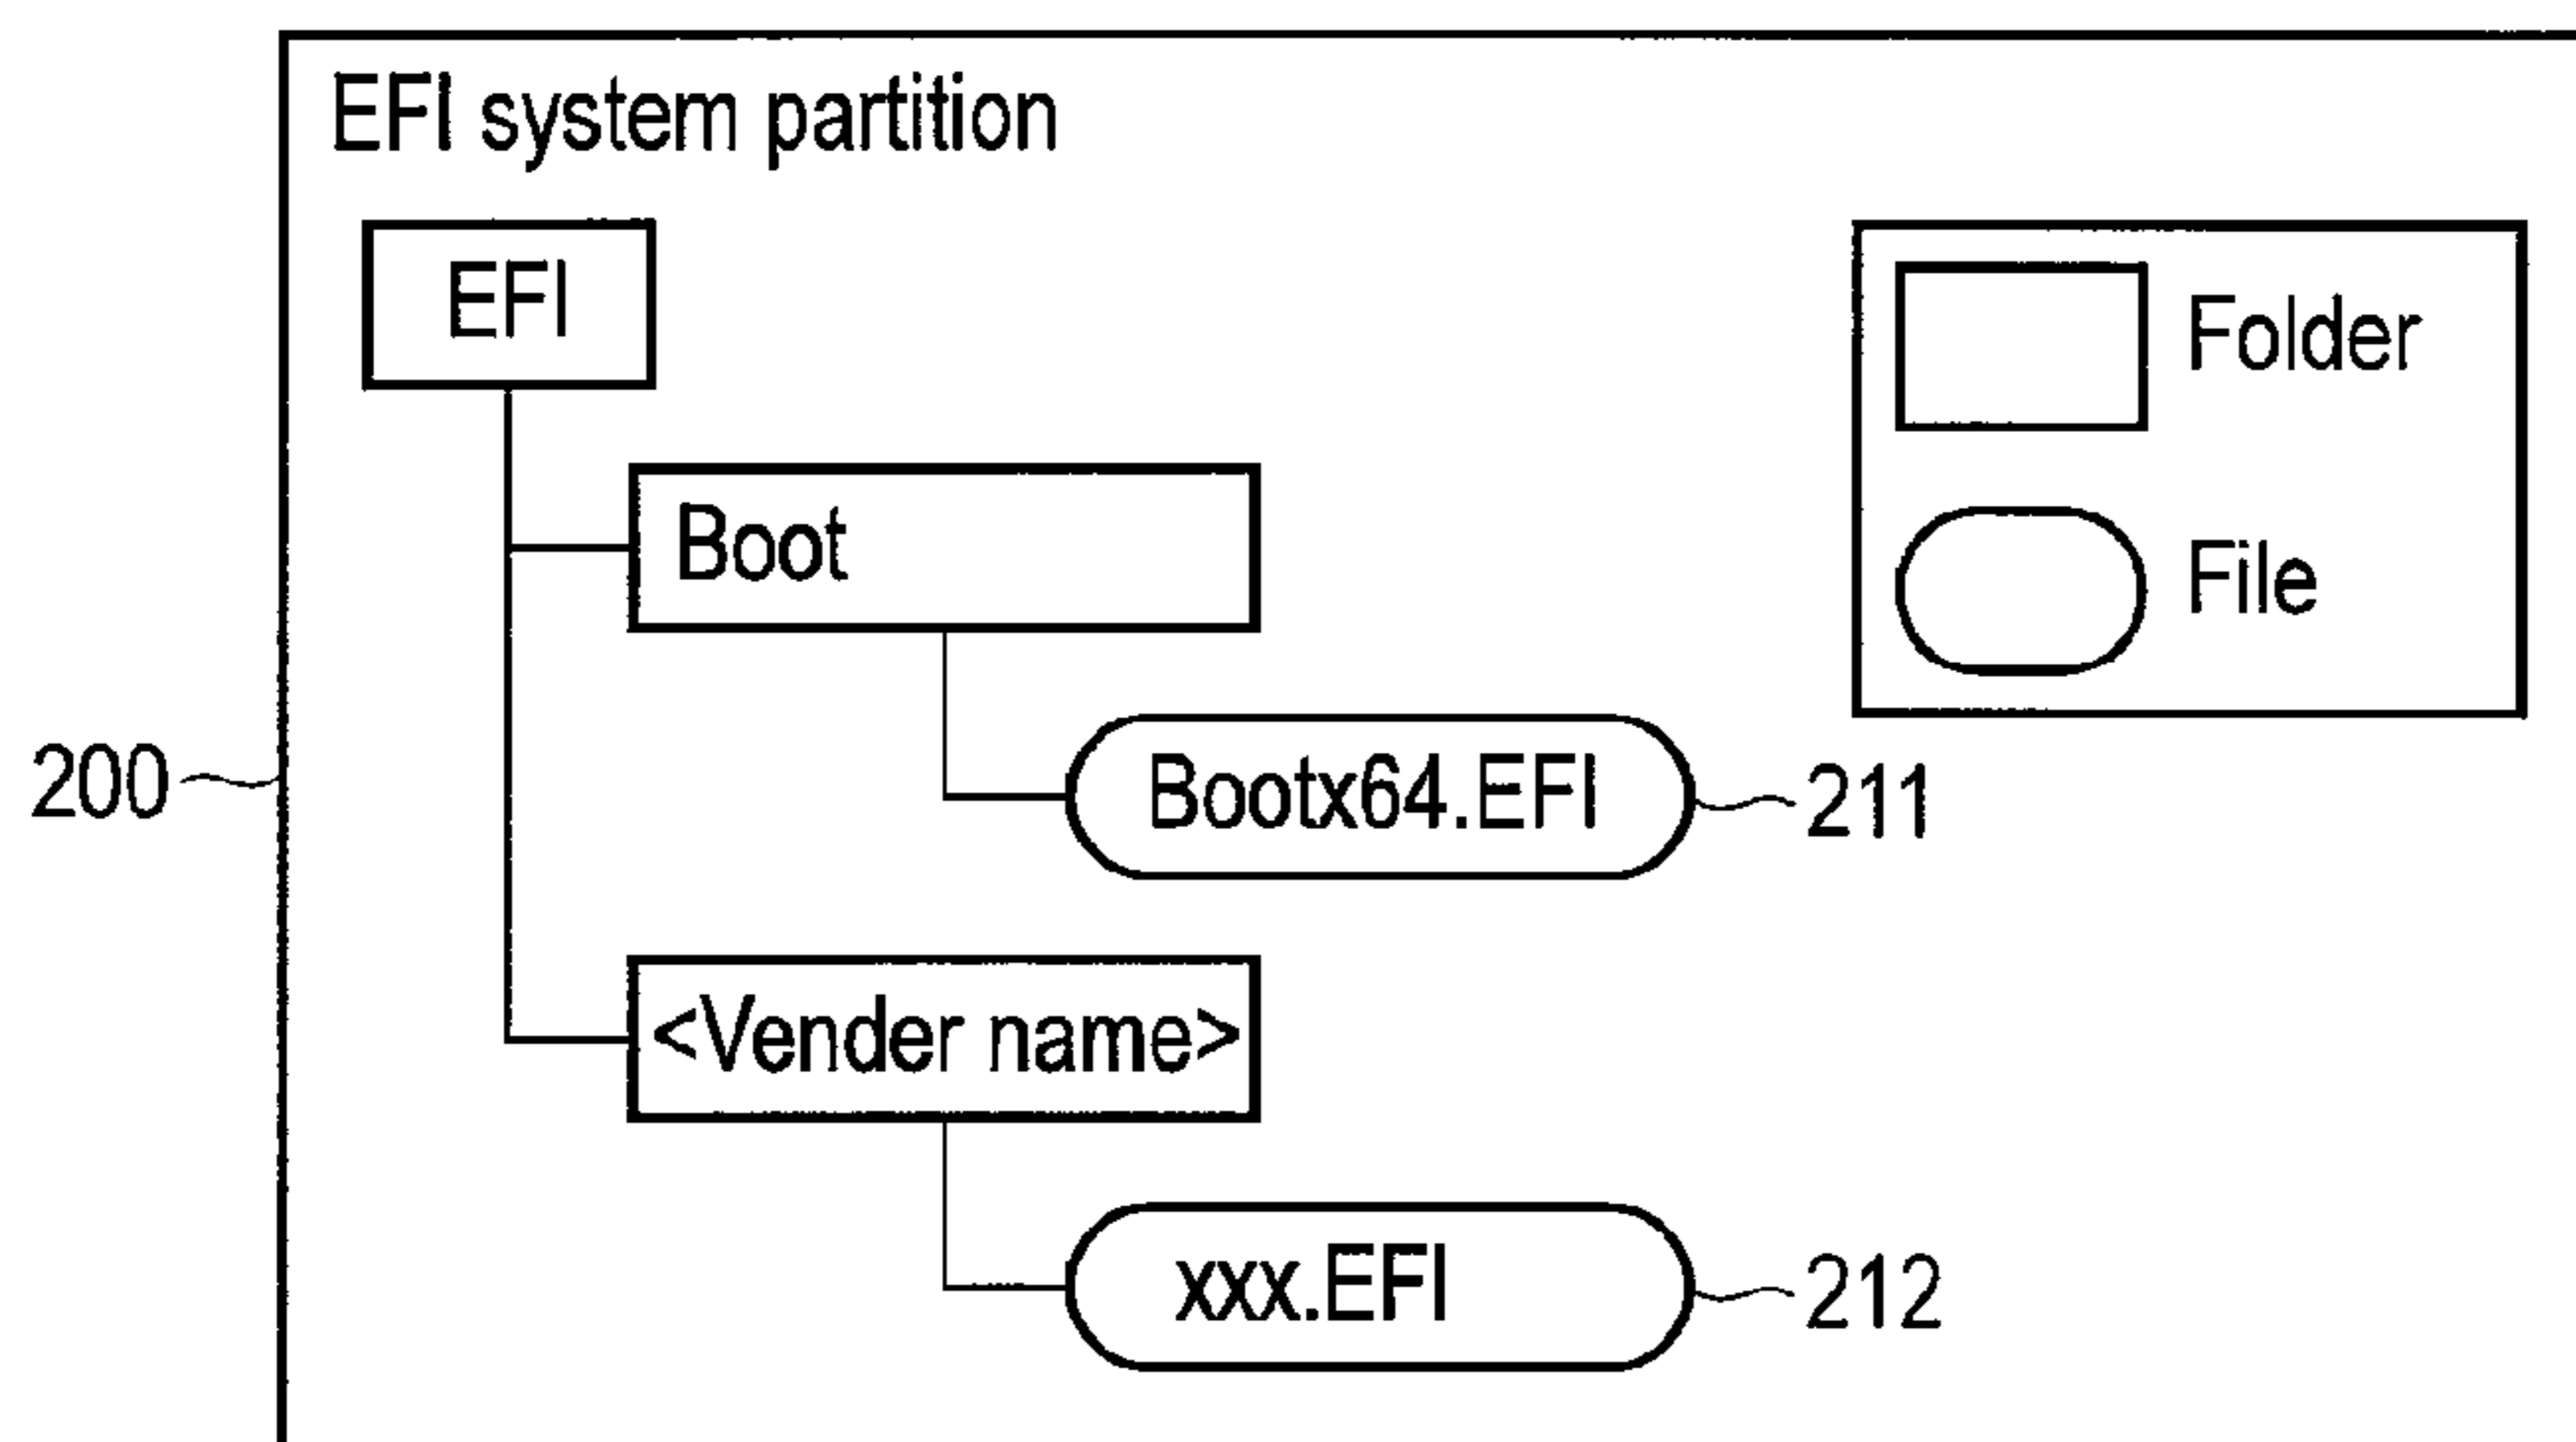 EFI system partition
EFI
Folder
Boot
File
200
Bootx64.EFI
211
<Vender name>
xxx.EFI
212